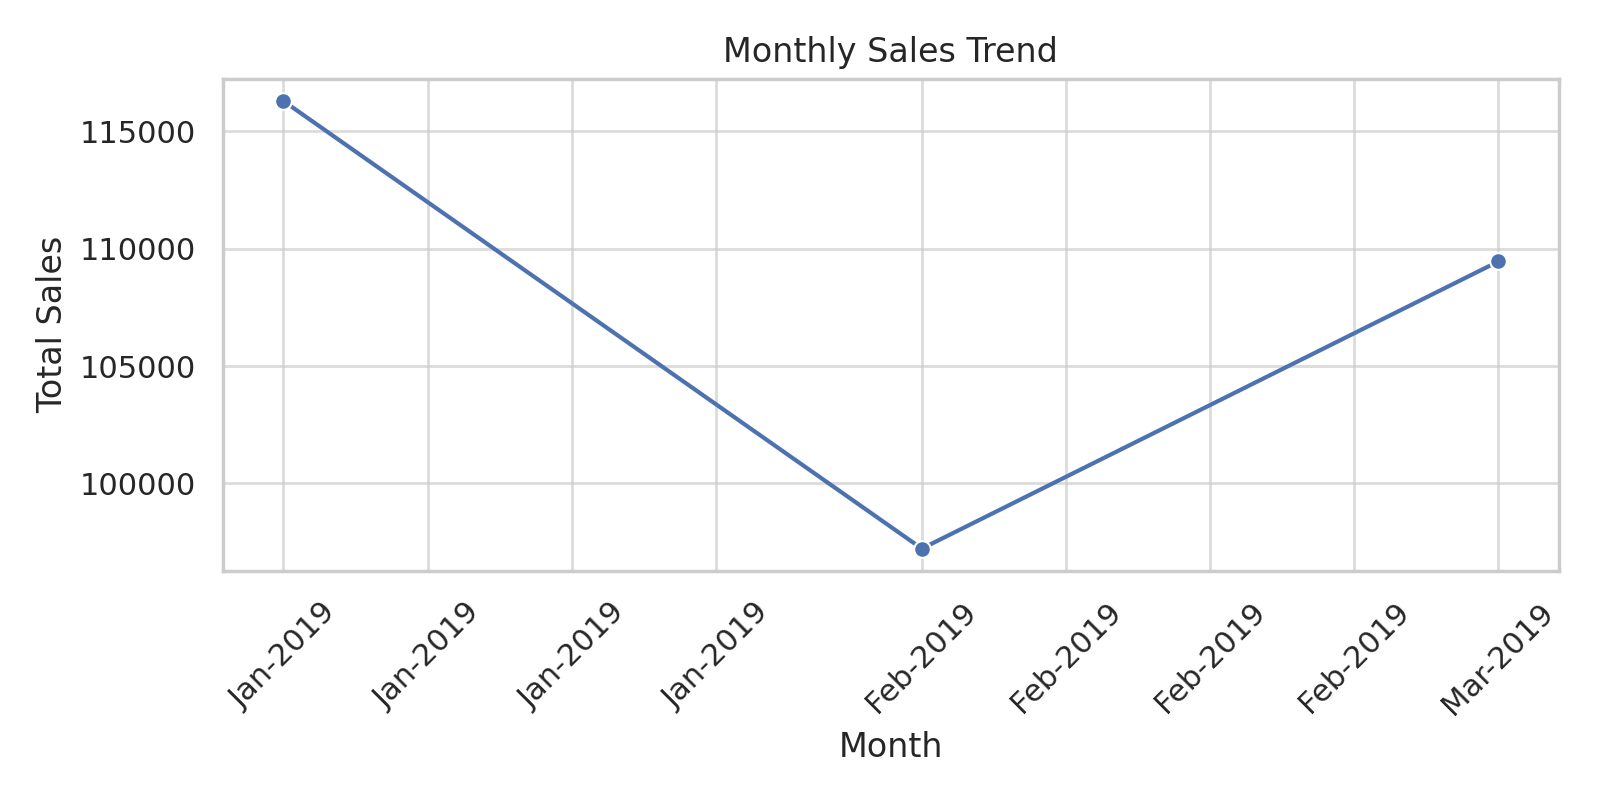 Monthly Sales Trend
Total Sales
115000
110000
105000
100000
Jan-2019
Jan-2019
Jan-2019
Jan-2019
Feb-2019
Feb-2019
Feb-2019
Feb-2019
Mar-2019
Month